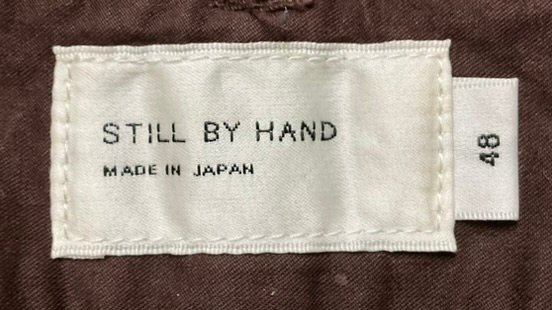 STILL BY HAND
MADE IN JAPAN
48